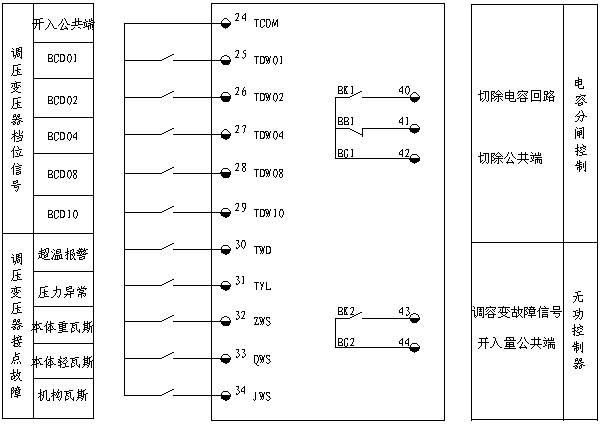 调压变压器档位信号
开入公共端
BCD01
BCD02
BCD04
BCD08
BCD10
调压变压器接点故障
超温报警
压力异常
本体重瓦斯
本体轻瓦斯
机构瓦斯
24 TCOM
25 TDW01
26 TDW02
27 TDW04
28 TDW08
29 TDW10
30 TWD
31 TYL
32 ZWS
33 QWS
34 JWS
BK1 40
BB1 41
BG1 42
BK2 43
BG2 44
切除电容回路
切除公共端
电容分闸控制
调容变故障信号
开入量公共端
无功控制器